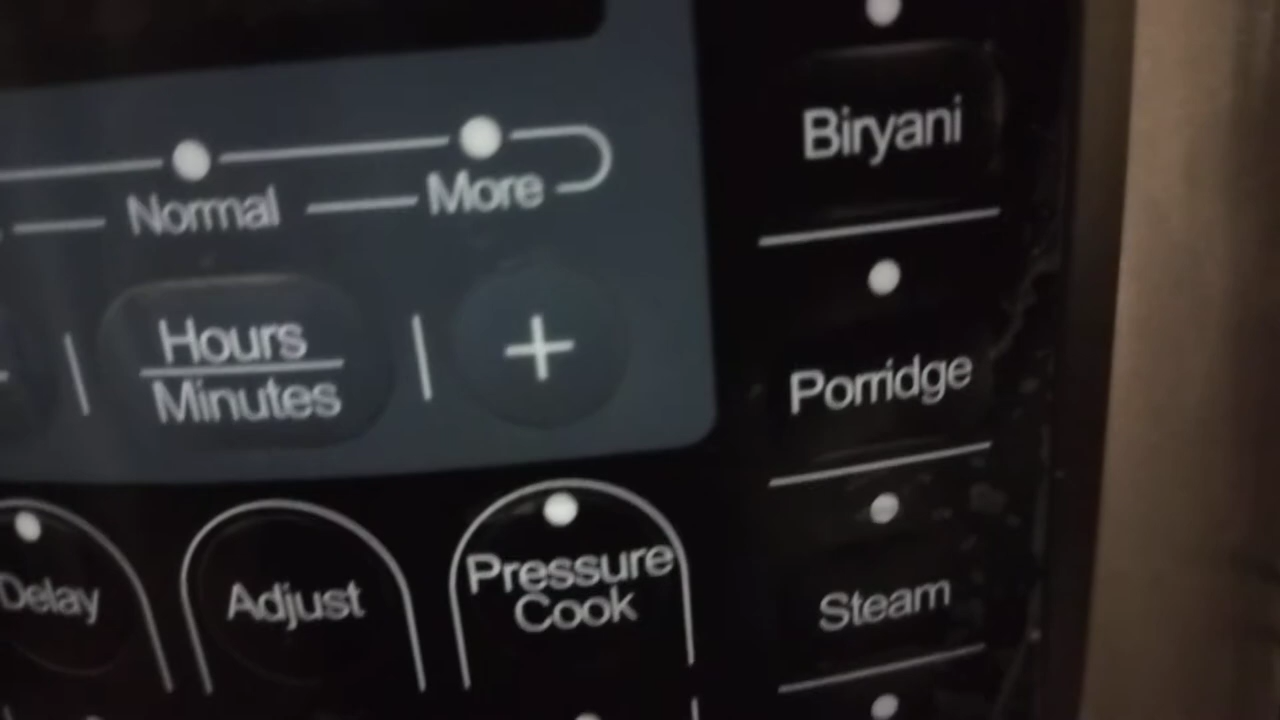 Normal More
Hours
Minutes
+
Delay
Adjust
Pressure
Cook
Biryani
Porridge
Steam